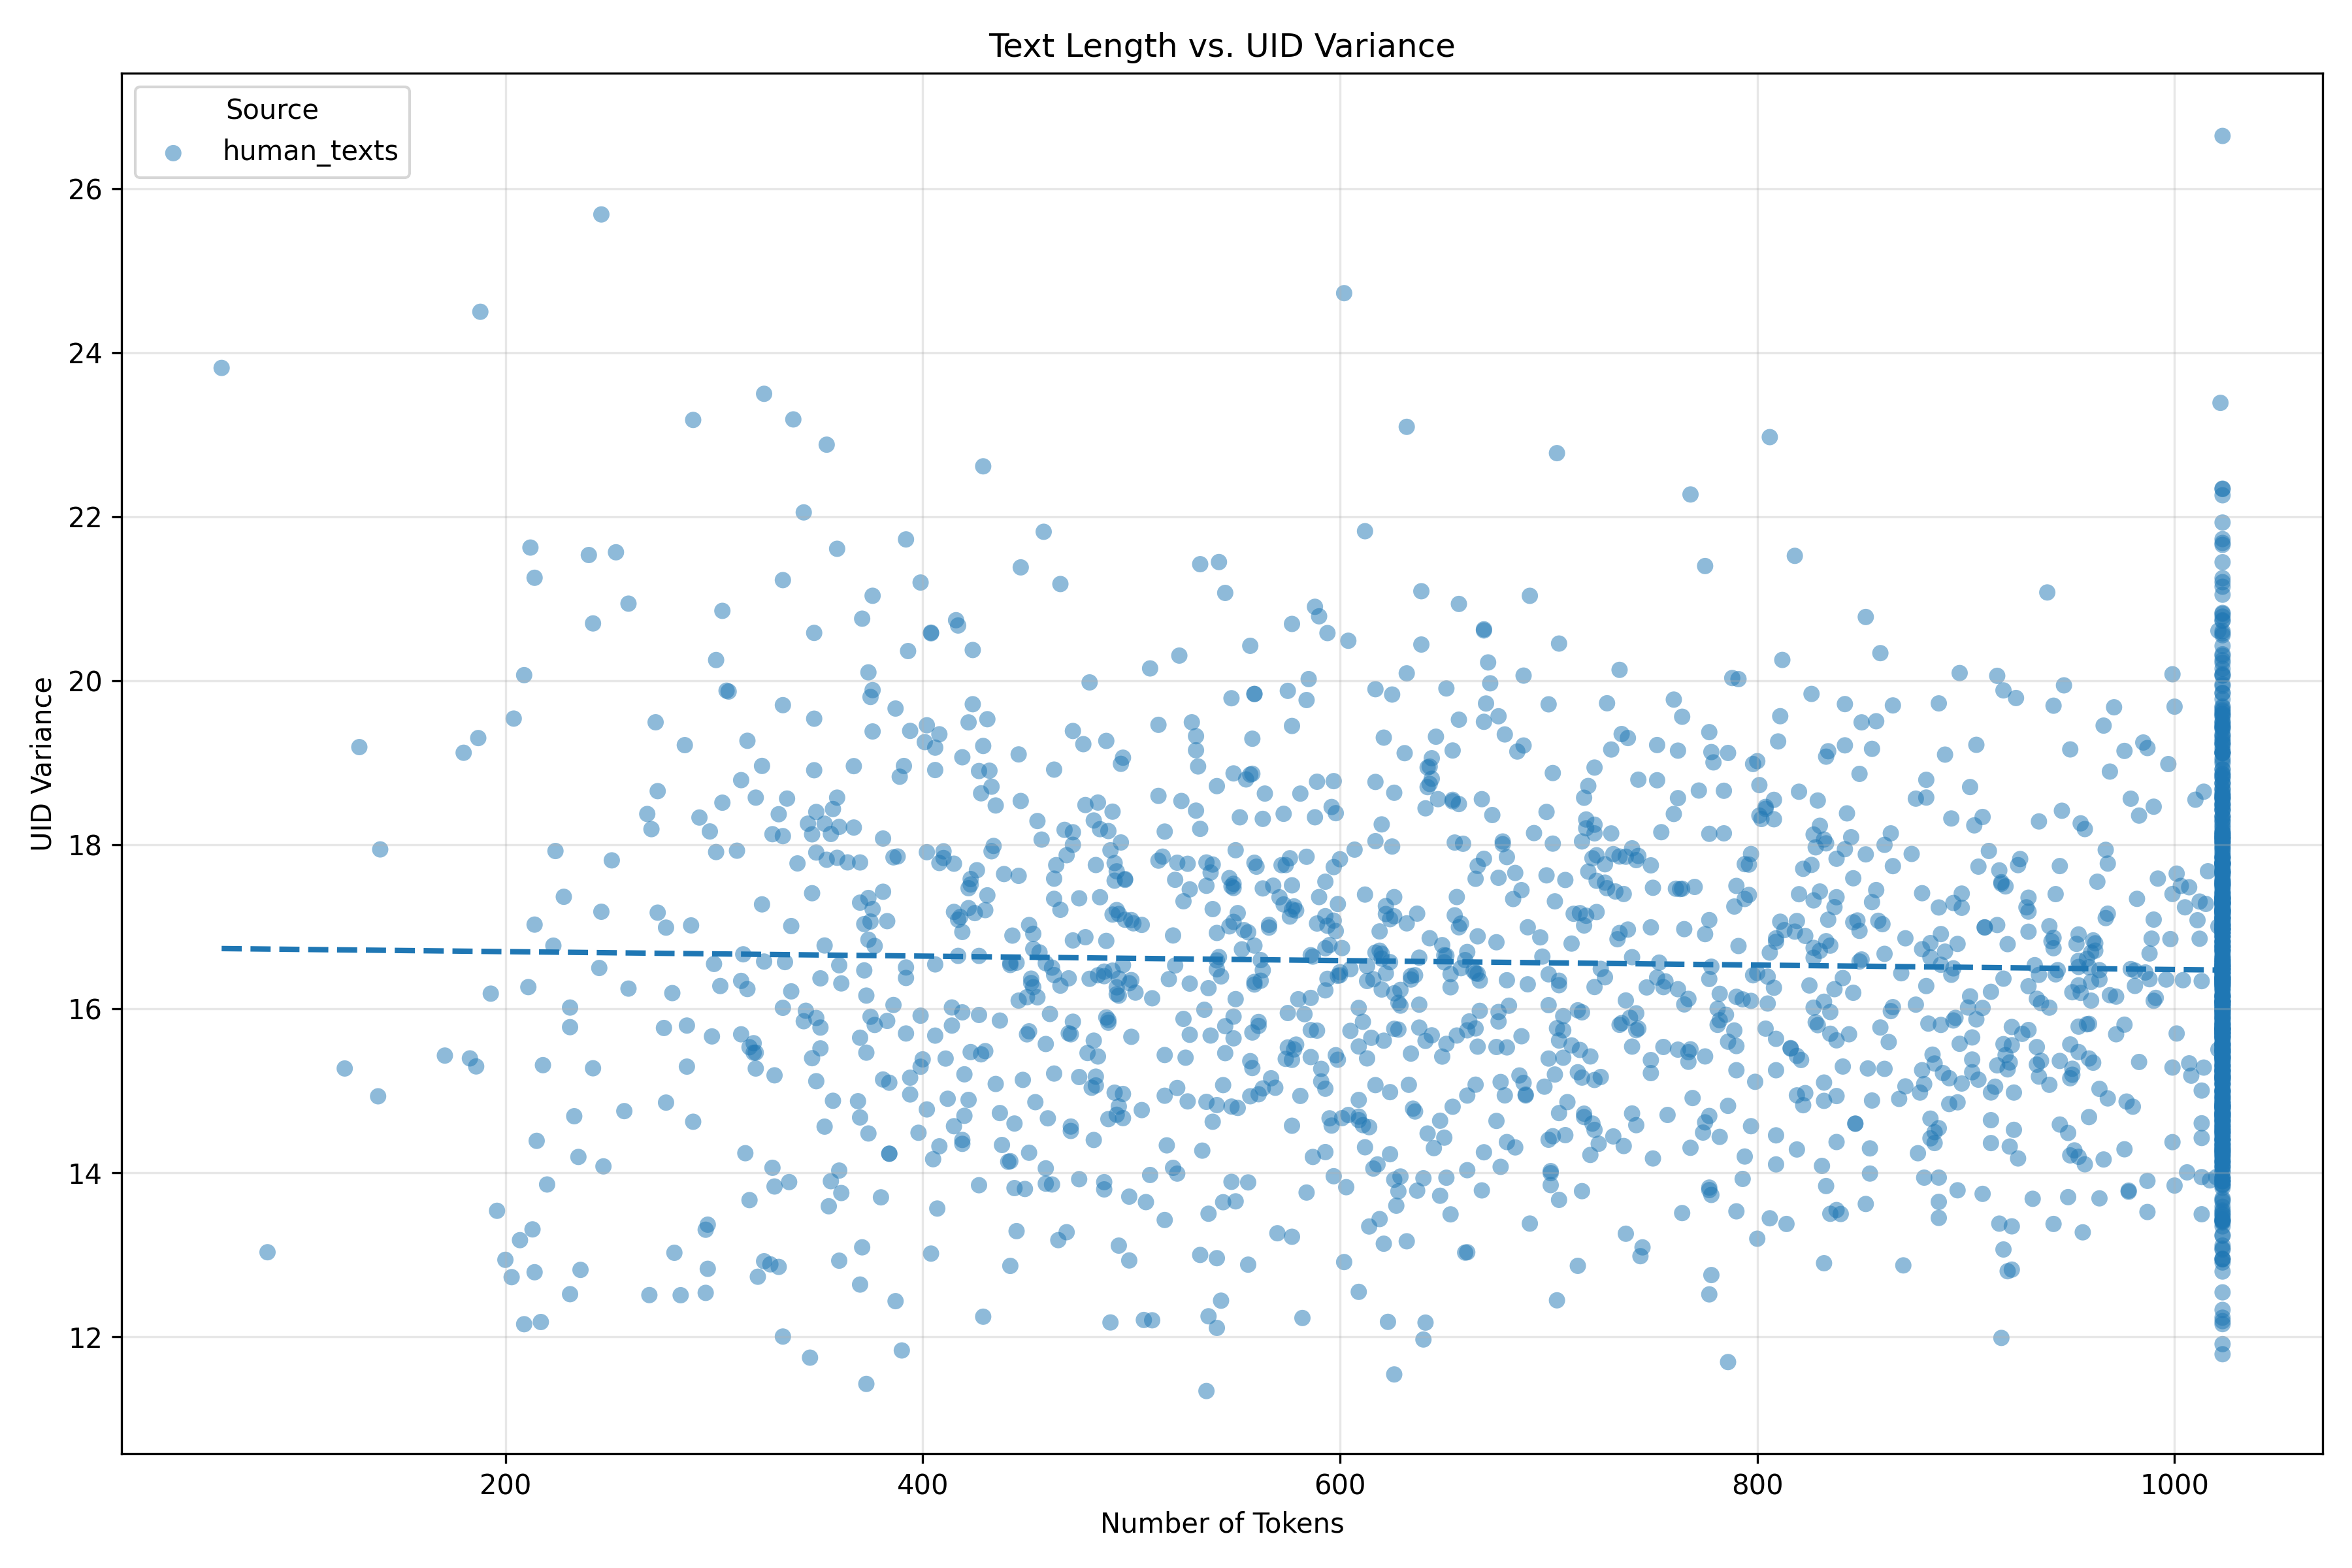 Text Length vs. UID Variance
Source
human_texts
26
24
22
20
18
16
14
12
UID Variance
200
400
600
800
1000
Number of Tokens